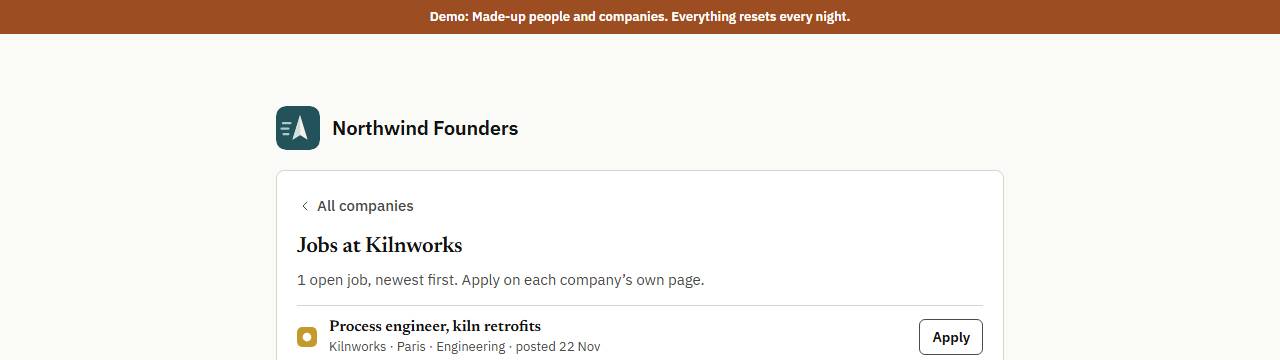 Demo: Made-up people and companies. Everything resets every night.
Northwind Founders
All companies
Jobs at Kilnworks
1 open job, newest first. Apply on each company’s own page.
Process engineer, kiln retrofits
Apply
Kilnworks · Paris · Engineering · posted 22 Nov